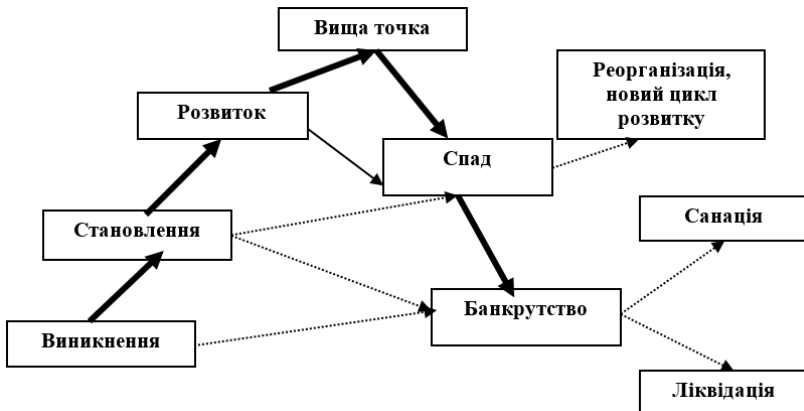 Вища точка
Реорганізація,
новий цикл
розвитку
Розвиток
Спад
Становлення
Санація
Банкрутство
Виникнення
Ліквідація